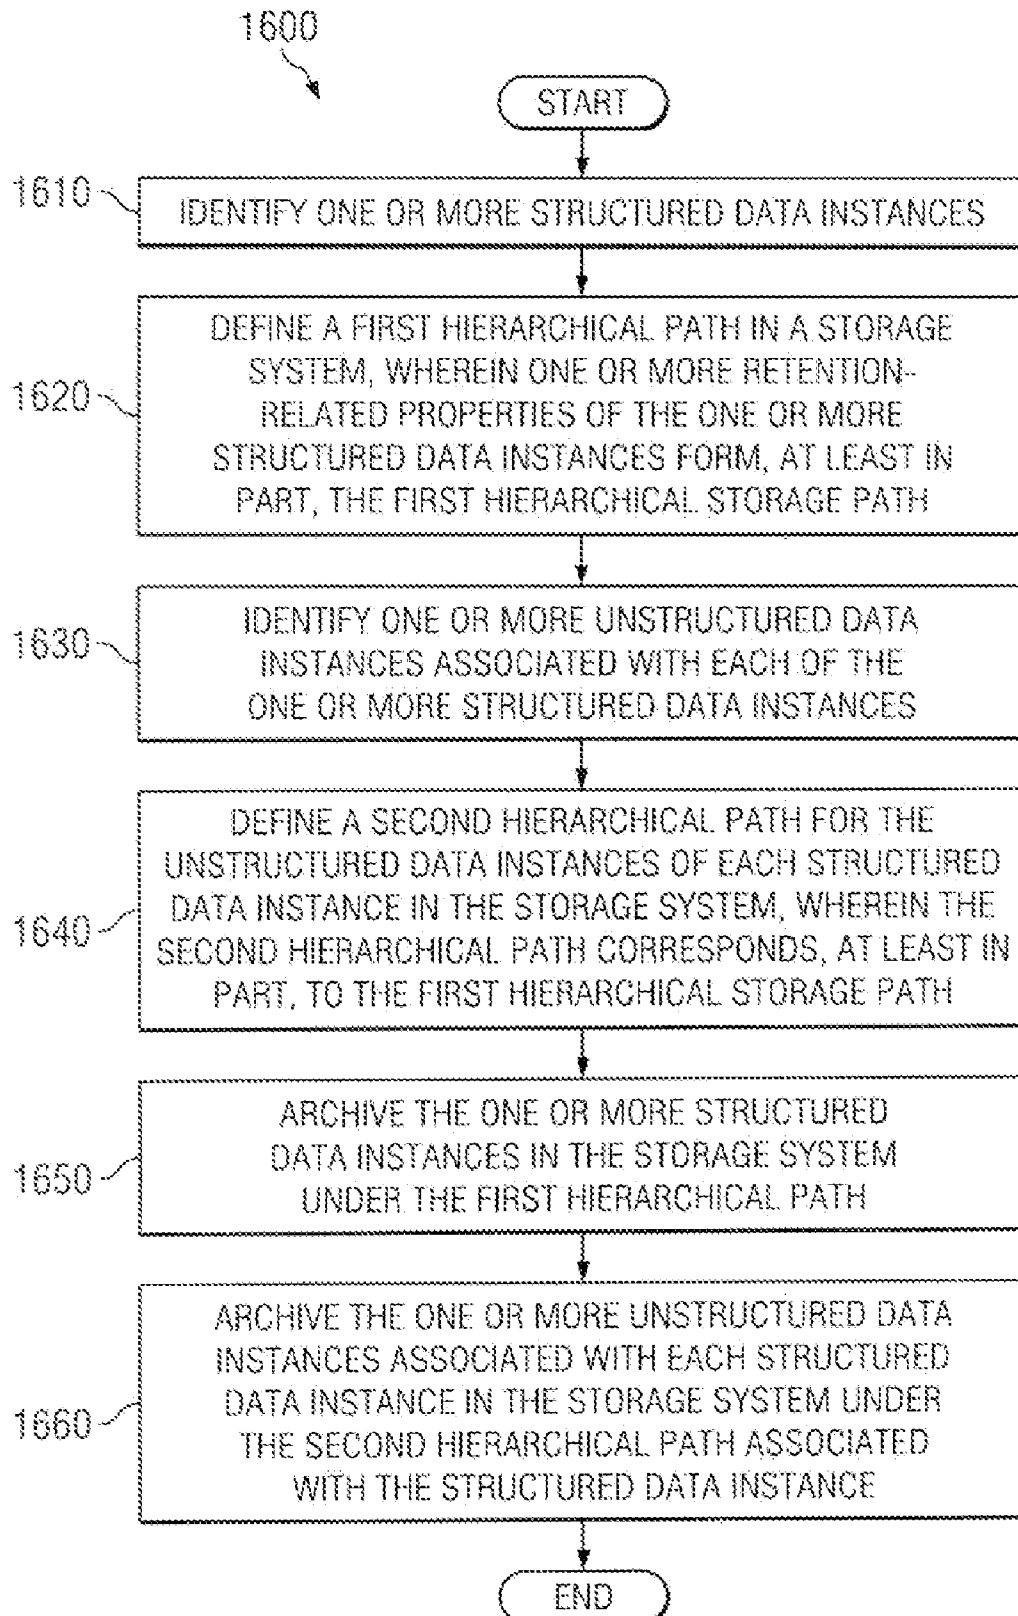 1600
START
1610
IDENTIFY ONE OR MORE STRUCTURED DATA INSTANCES
1620
DEFINE A FIRST HIERARCHICAL PATH IN A STORAGE
SYSTEM, WHEREIN ONE OR MORE RETENTION-
RELATED PROPERTIES OF THE ONE OR MORE
STRUCTURED DATA INSTANCES FORM, AT LEAST IN
PART, THE FIRST HIERARCHICAL STORAGE PATH
1630
IDENTIFY ONE OR MORE UNSTRUCTURED DATA
INSTANCES ASSOCIATED WITH EACH OF THE
ONE OR MORE STRUCTURED DATA INSTANCES
1640
DEFINE A SECOND HIERARCHICAL PATH FOR THE
UNSTRUCTURED DATA INSTANCES OF EACH STRUCTURED
DATA INSTANCE IN THE STORAGE SYSTEM, WHEREIN THE
SECOND HIERARCHICAL PATH CORRESPONDS, AT LEAST IN
PART, TO THE FIRST HIERARCHICAL STORAGE PATH
1650
ARCHIVE THE ONE OR MORE STRUCTURED
DATA INSTANCES IN THE STORAGE SYSTEM
UNDER THE FIRST HIERARCHICAL PATH
1660
ARCHIVE THE ONE OR MORE UNSTRUCTURED DATA
INSTANCES ASSOCIATED WITH EACH STRUCTURED
DATA INSTANCE IN THE STORAGE SYSTEM UNDER
THE SECOND HIERARCHICAL PATH ASSOCIATED
WITH THE STRUCTURED DATA INSTANCE
END